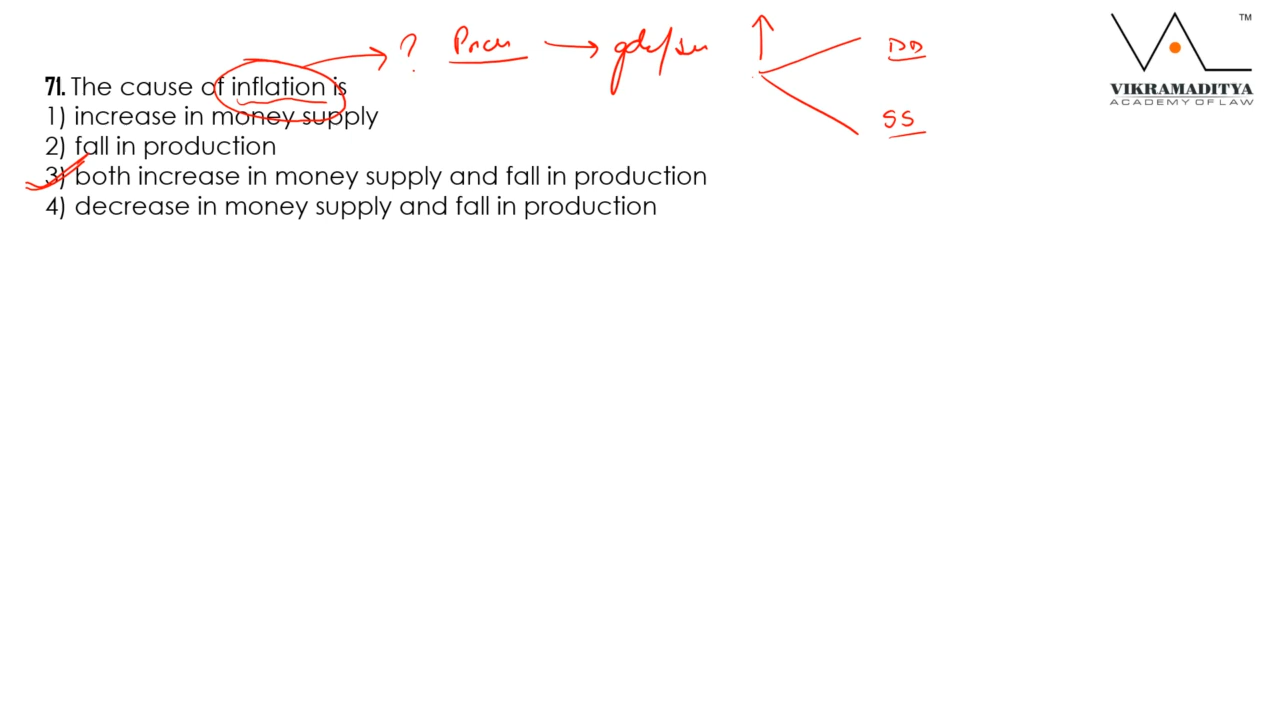 ? Prices → gds/ser ↑ DD
SS
71. The cause of inflation is
1) increase in money supply
2) fall in production
3) both increase in money supply and fall in production
4) decrease in money supply and fall in production
TM
VIKRAMADITYA
ACADEMY OF LAW